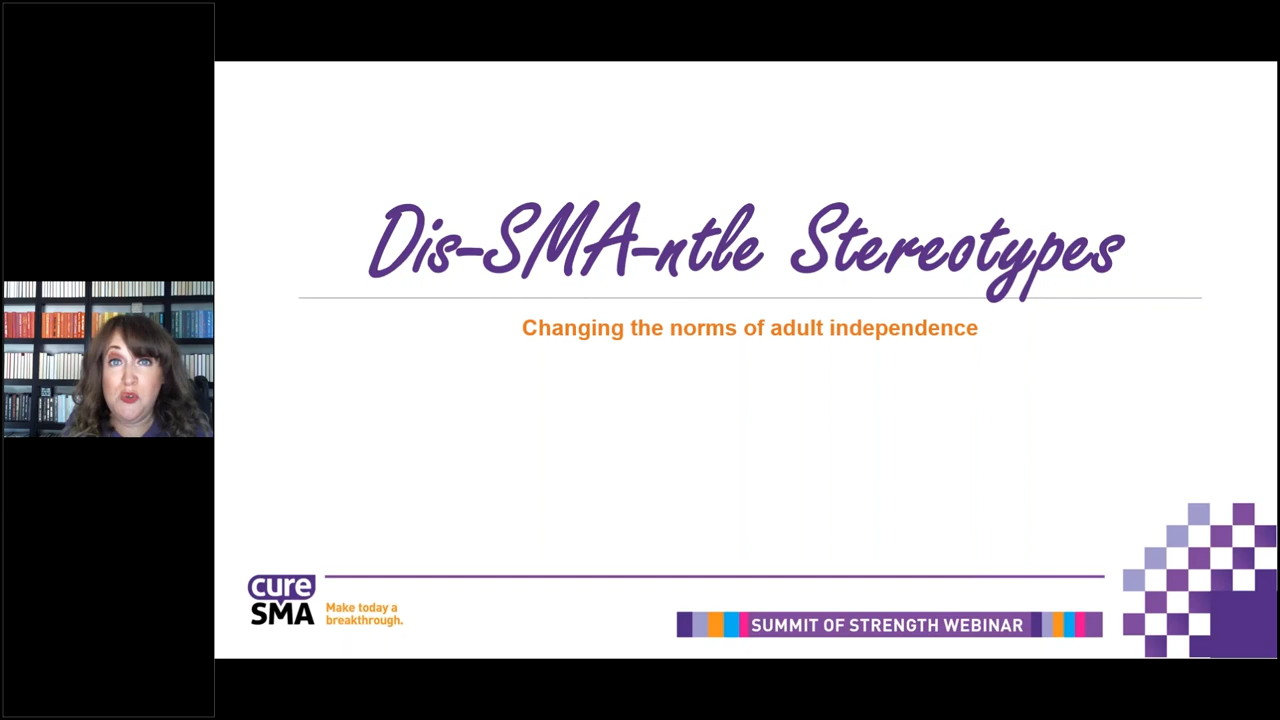 Dis-SMA-ntle Stereotypes
Changing the norms of adult independence
cure
SMA
Make today a
breakthrough.
SUMMIT OF STRENGTH WEBINAR